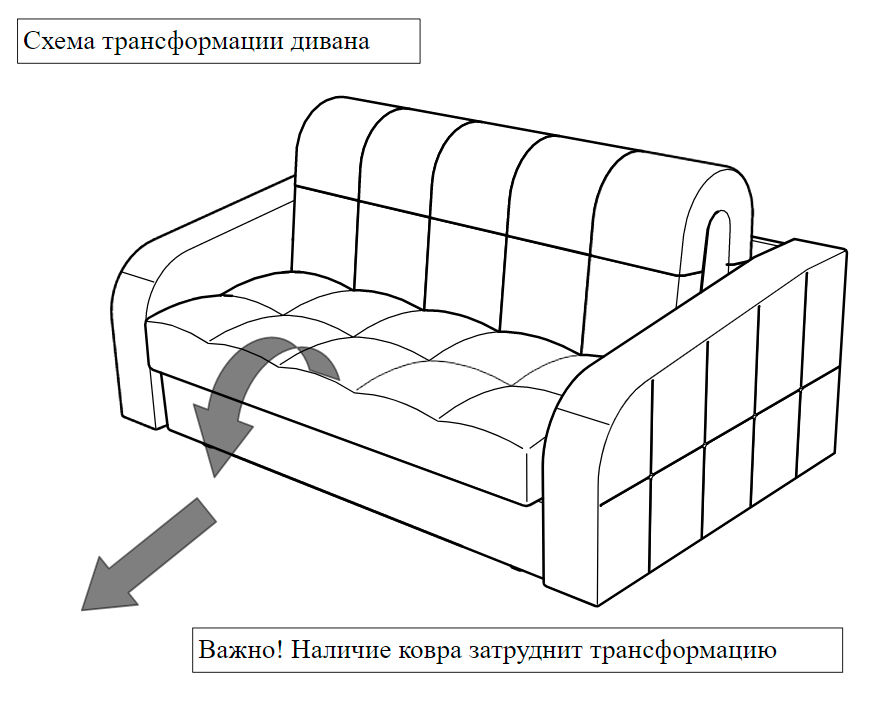 Схема трансформации дивана
Важно! Наличие ковра затруднит трансформацию